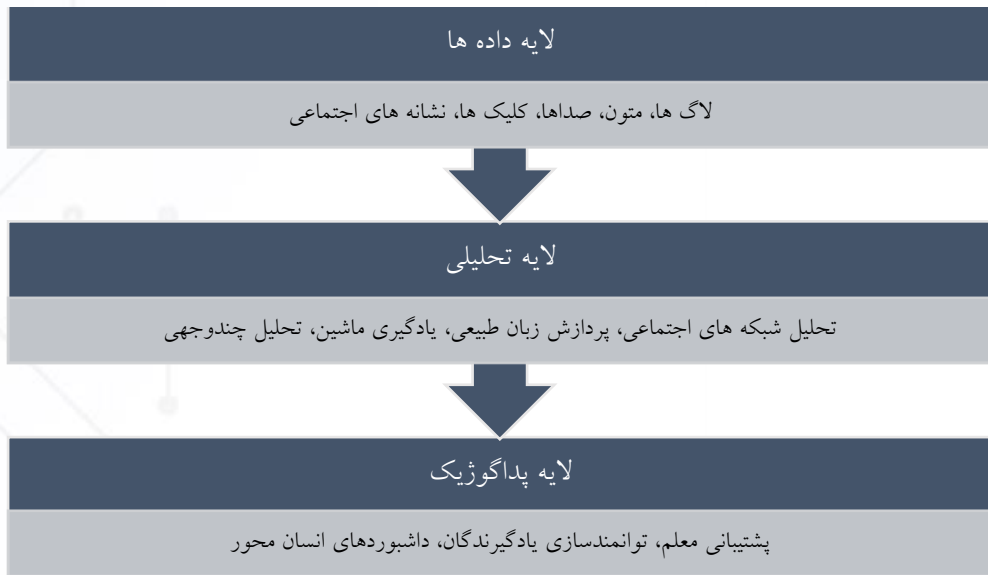 لایه داده ها
لاگ ها، متون، صداها، کلیک ها، نشانه های اجتماعی
لایه تحلیلی
تحلیل شبکه های اجتماعی، پردازش زبان طبیعی، یادگیری ماشین، تحلیل چندوجهی
لایه پداگوژیک
پشتیبانی معلم، توانمندسازی یادگیرندگان، داشبوردهای انسان محور